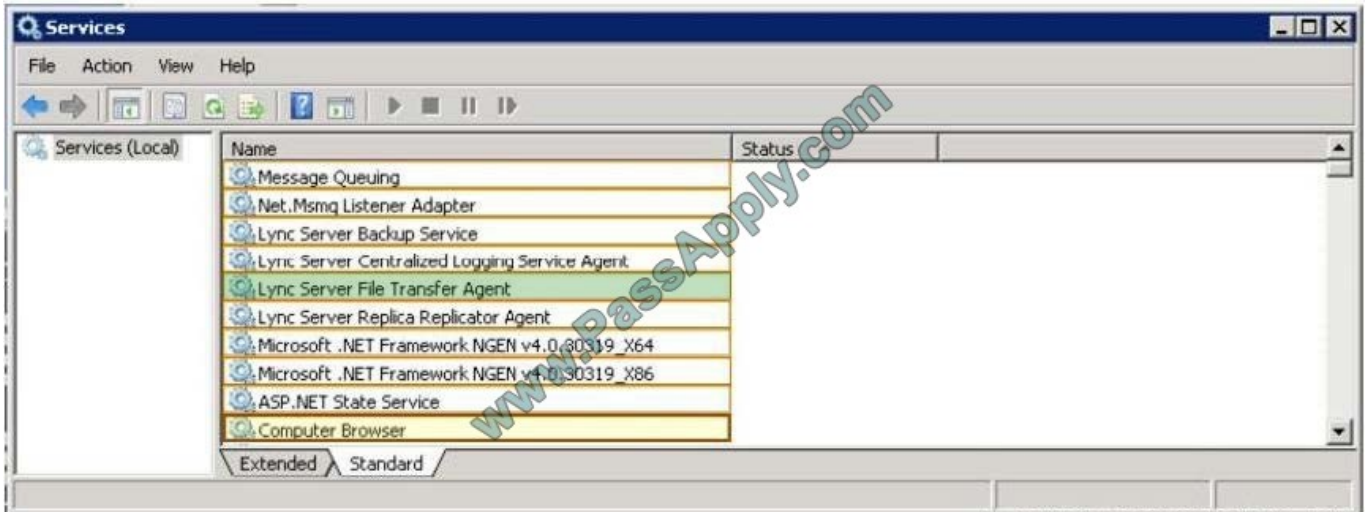 Services
File Action View Help
Services (Local)
Name Status
Message Queuing
Net.Msmq Listener Adapter
Lync Server Backup Service
Lync Server Centralized Logging Service Agent
Lync Server File Transfer Agent
Lync Server Replica Replicator Agent
Microsoft .NET Framework NGEN v4.0.30319_X64
Microsoft .NET Framework NGEN v4.0.30319_X86
ASP.NET State Service
Computer Browser
Extended Standard
www.PassApply.com